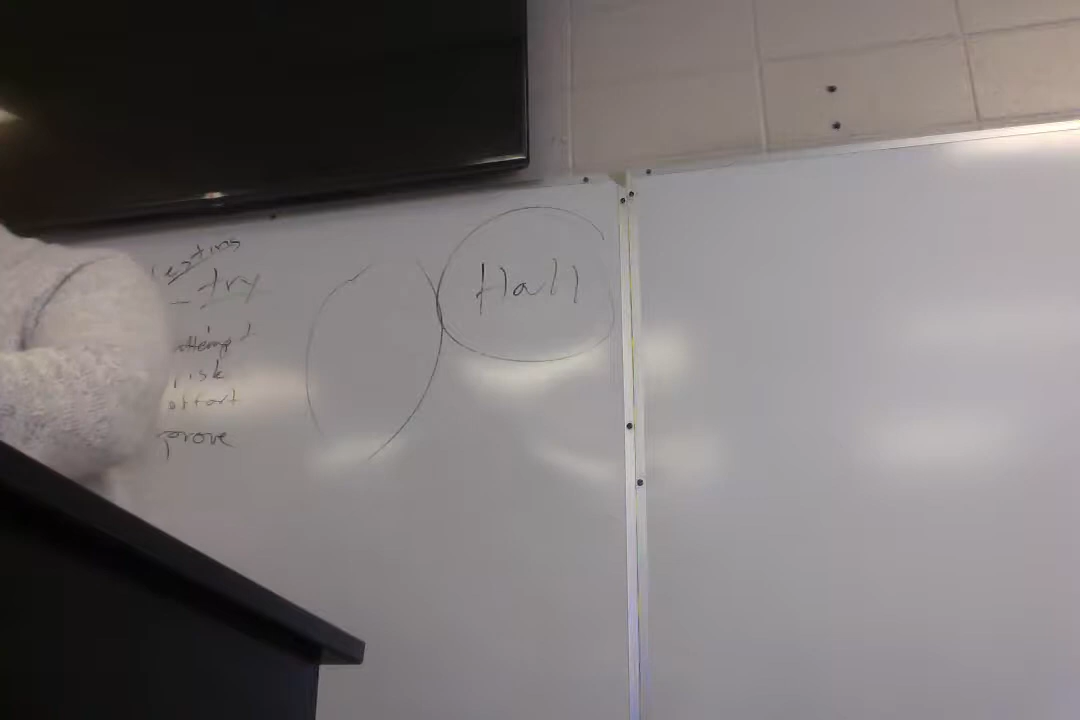 - try
attempt
risk
effort
prove
Hall